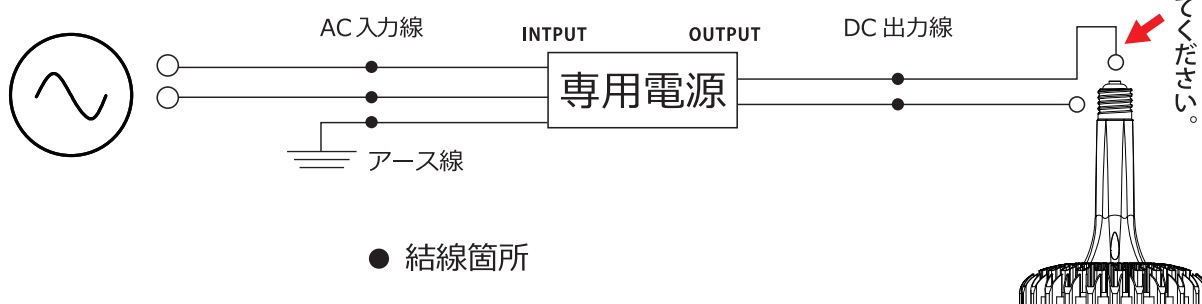 AC 入力線
INTPUT
OUTPUT
DC 出力線
専用電源
アース線
● 結線箇所
てください。